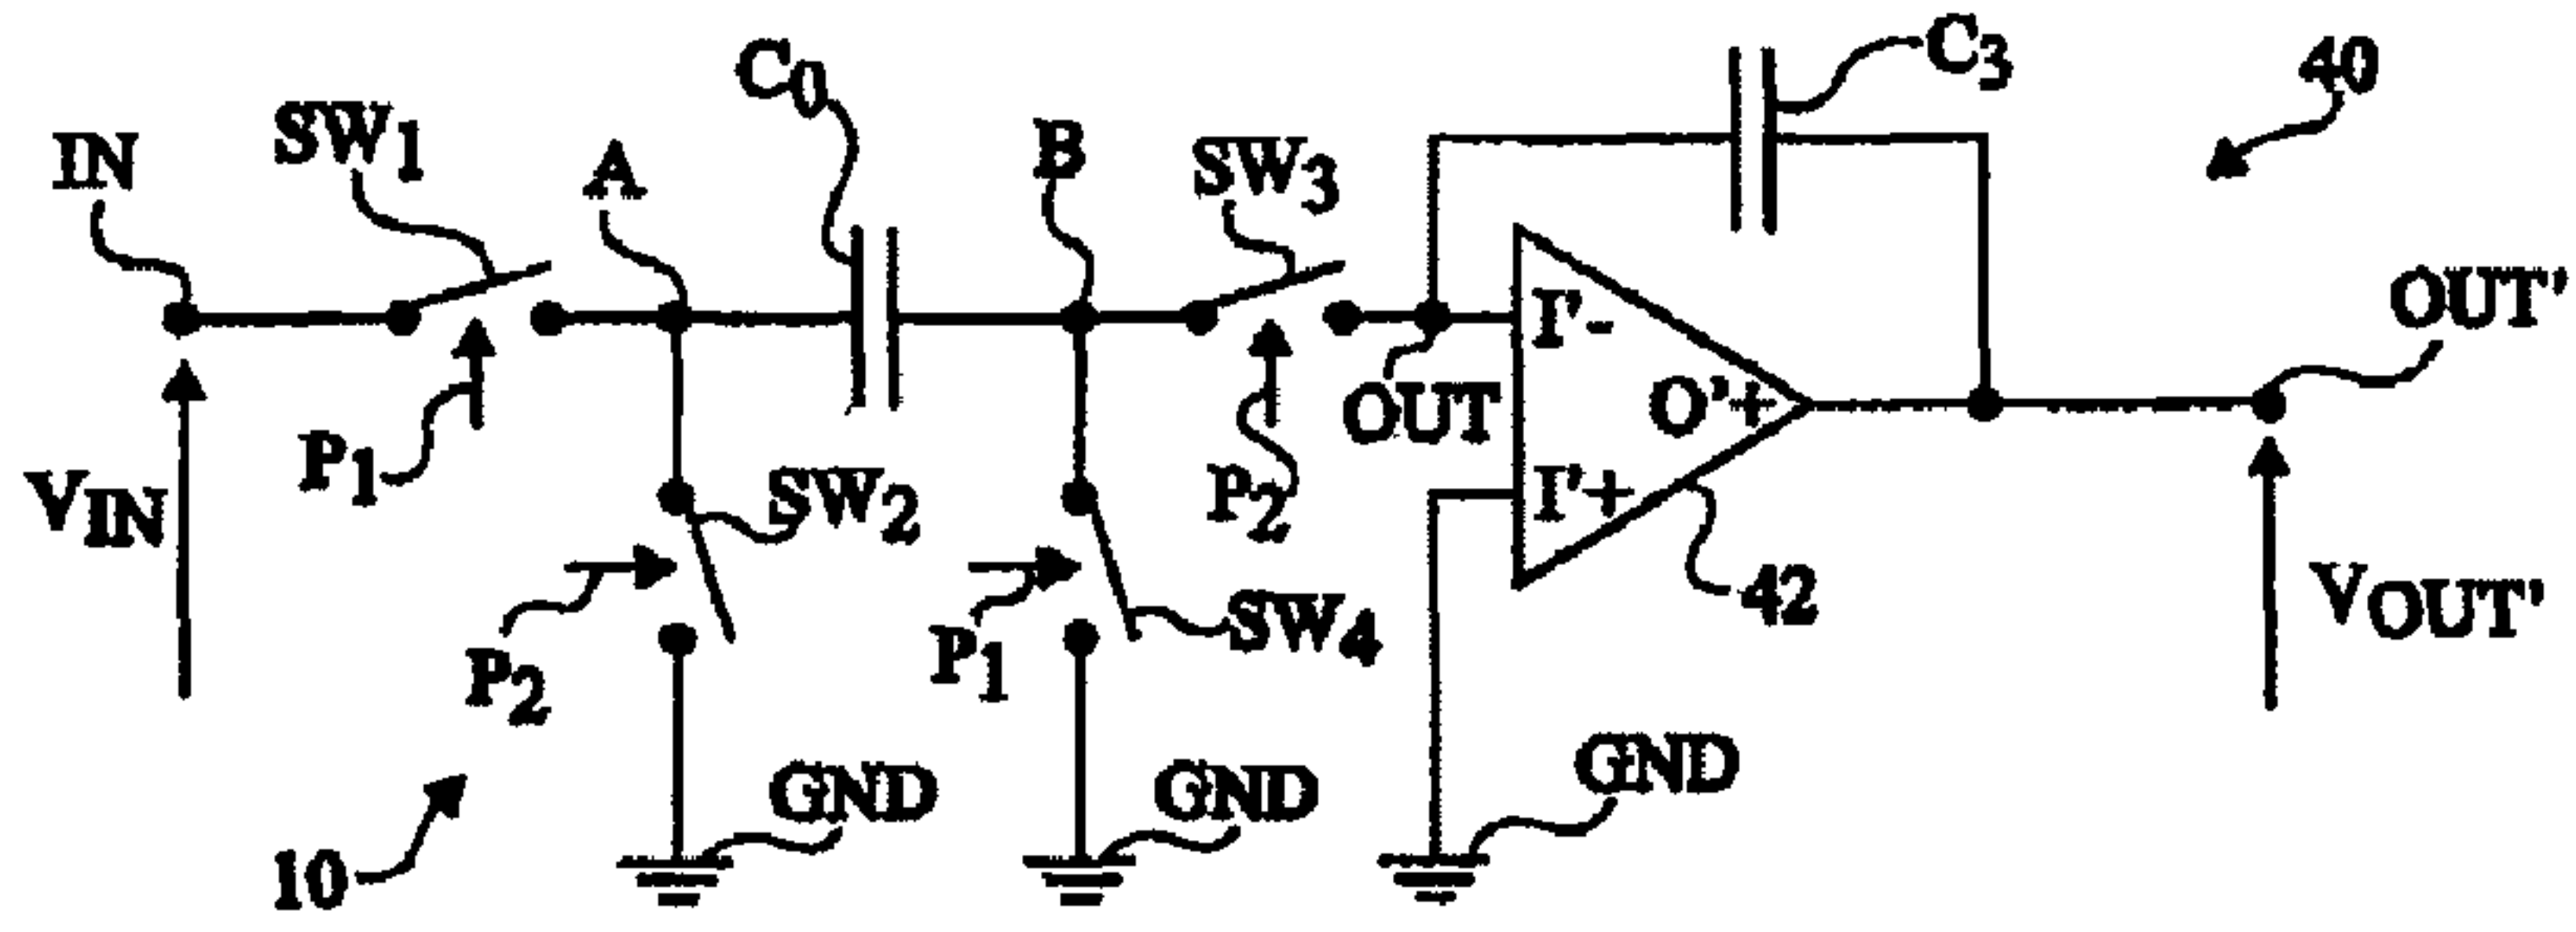 C0
C3
40
IN
SW1
A
B
SW3
OUT'
I'-
O'+
OUT
I'+
P1
P2
VIN
SW2
42
VOUT'
P2
P1
SW4
GND
GND
GND
10